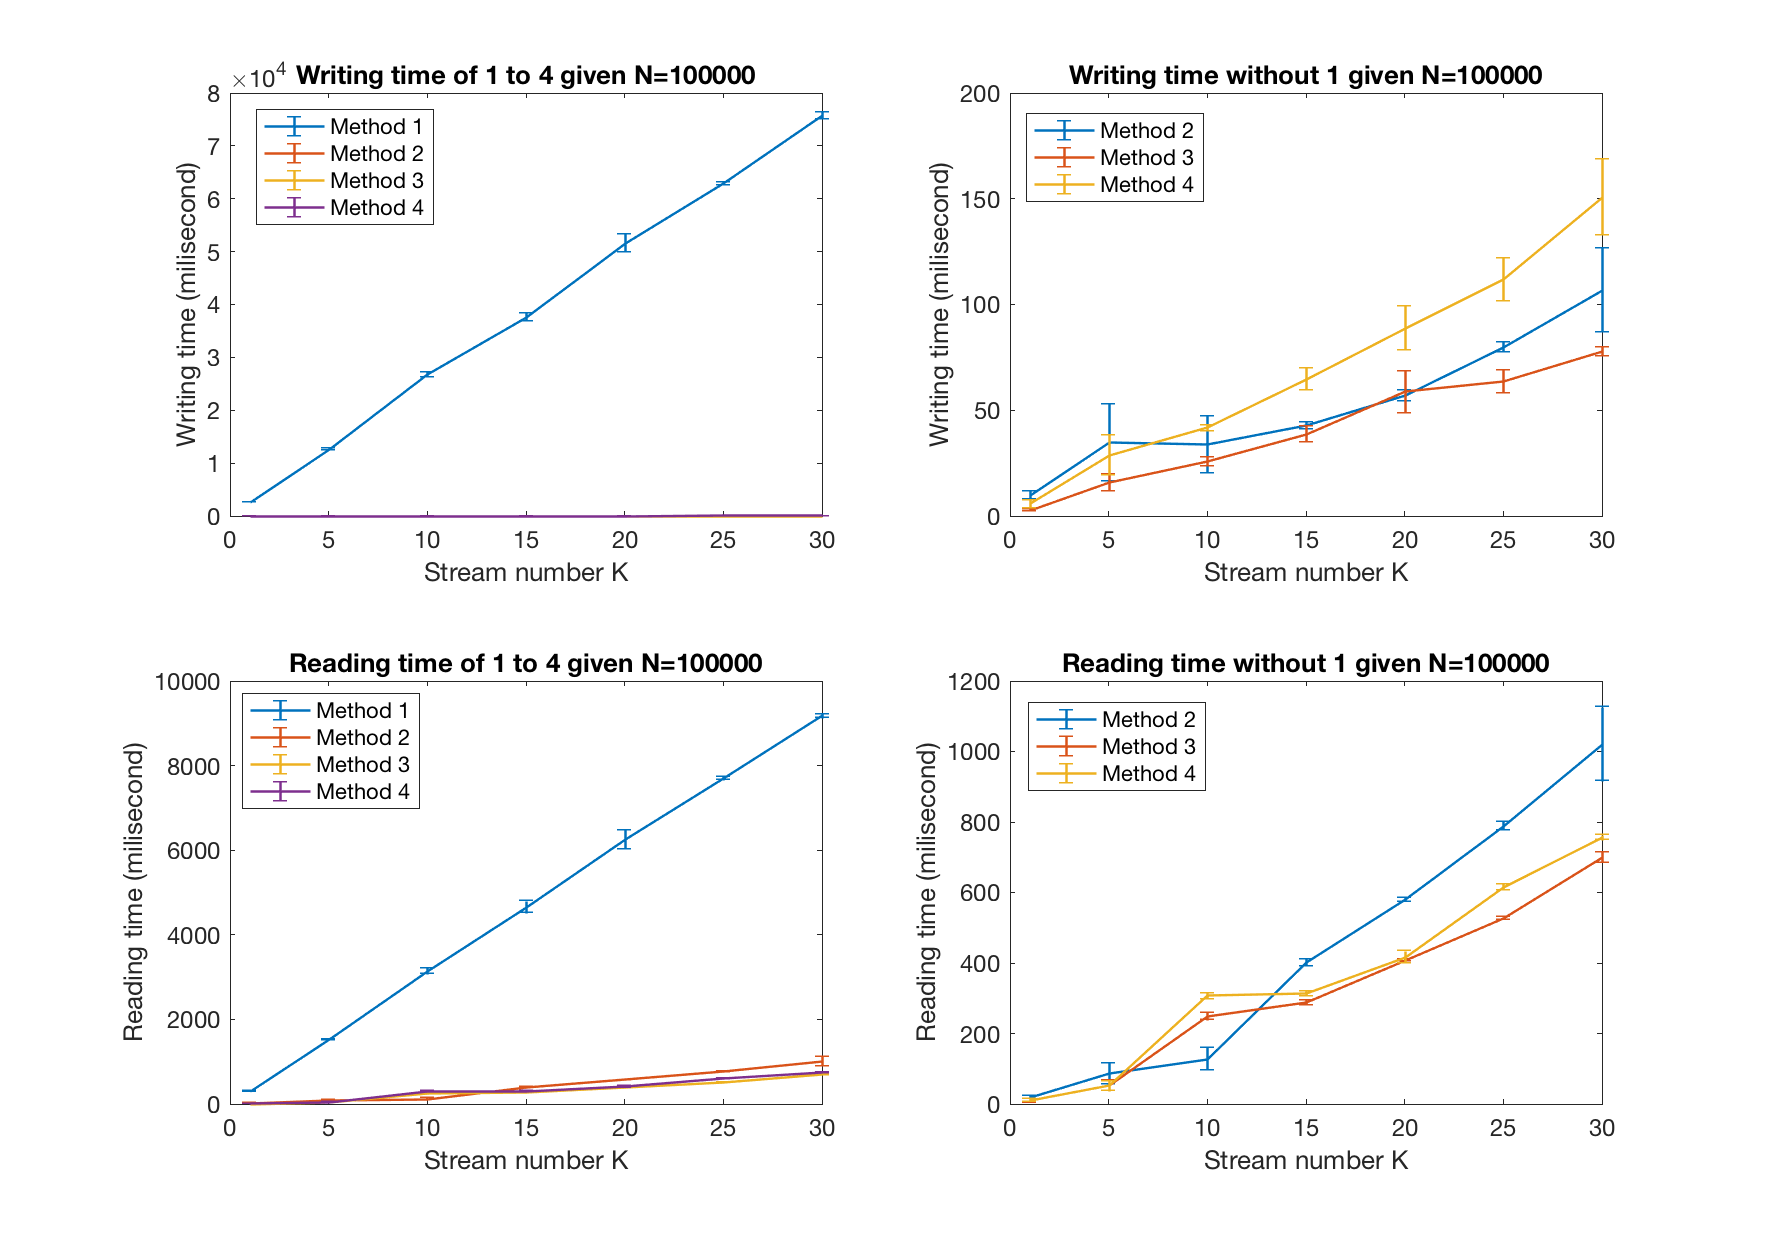 ×10^4 Writing time of 1 to 4 given N=100000
8
7
6
5
4
3
2
1
0
Writing time (milisecond)
Method 1
Method 2
Method 3
Method 4
0 5 10 15 20 25 30
Stream number K
Writing time without 1 given N=100000
200
150
100
50
0
Writing time (milisecond)
Method 2
Method 3
Method 4
0 5 10 15 20 25 30
Stream number K
Reading time of 1 to 4 given N=100000
10000
8000
6000
4000
2000
0
Reading time (milisecond)
Method 1
Method 2
Method 3
Method 4
0 5 10 15 20 25 30
Stream number K
Reading time without 1 given N=100000
1200
1000
800
600
400
200
0
Reading time (milisecond)
Method 2
Method 3
Method 4
0 5 10 15 20 25 30
Stream number K